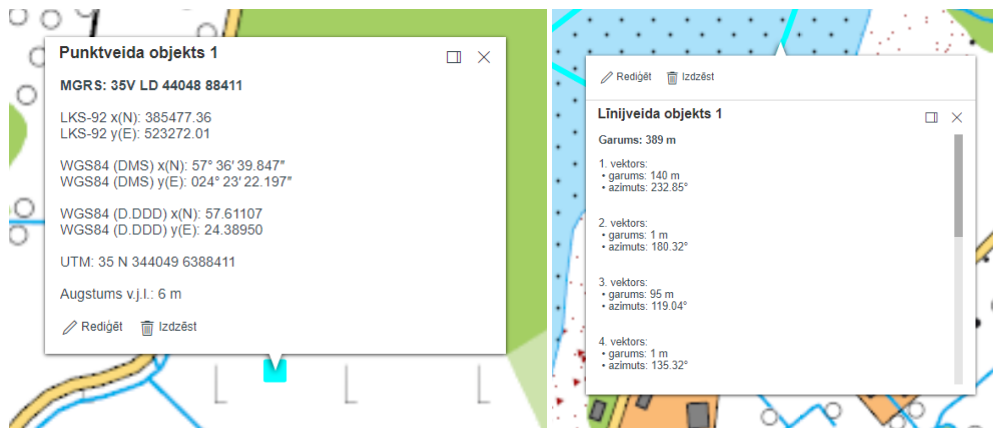 Punktveida objekts 1
MGRS: 35V LD 44048 88411
LKS-92 x(N): 385477.36
LKS-92 y(E): 523272.01
WGS84 (DMS) x(N): 57° 36' 39.847"
WGS84 (DMS) y(E): 024° 23' 22.197"
WGS84 (D.DDD) x(N): 57.61107
WGS84 (D.DDD) y(E): 24.38950
UTM: 35 N 344049 6388411
Augstums v.j.l.: 6 m
Rediģēt Izdzēst
Rediģēt Izdzēst
Līnijveida objekts 1
Garums: 389 m
1. vektors:
• garums: 140 m
• azimuts: 232.85°
2. vektors:
• garums: 1 m
• azimuts: 180.32°
3. vektors:
• garums: 95 m
• azimuts: 119.04°
4. vektors:
• garums: 1 m
• azimuts: 135.32°